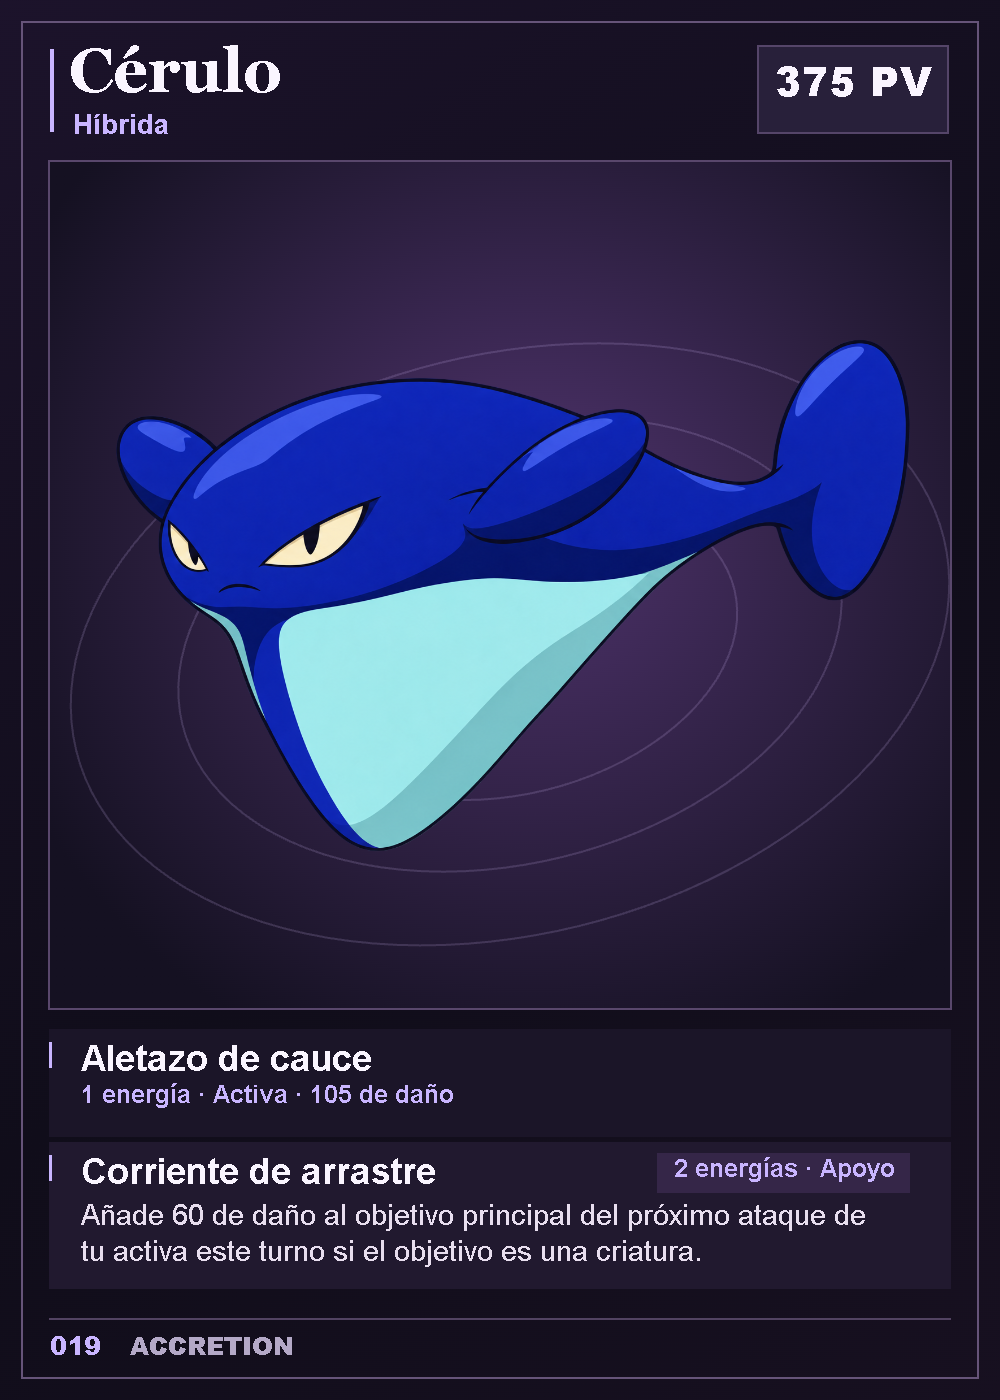 Cérulo
375 PV
Híbrida
Aletazo de cauce
1 energía · Activa · 105 de daño
Corriente de arrastre
2 energías · Apoyo
Añade 60 de daño al objetivo principal del próximo ataque de
tu activa este turno si el objetivo es una criatura.
019 ACCRETION